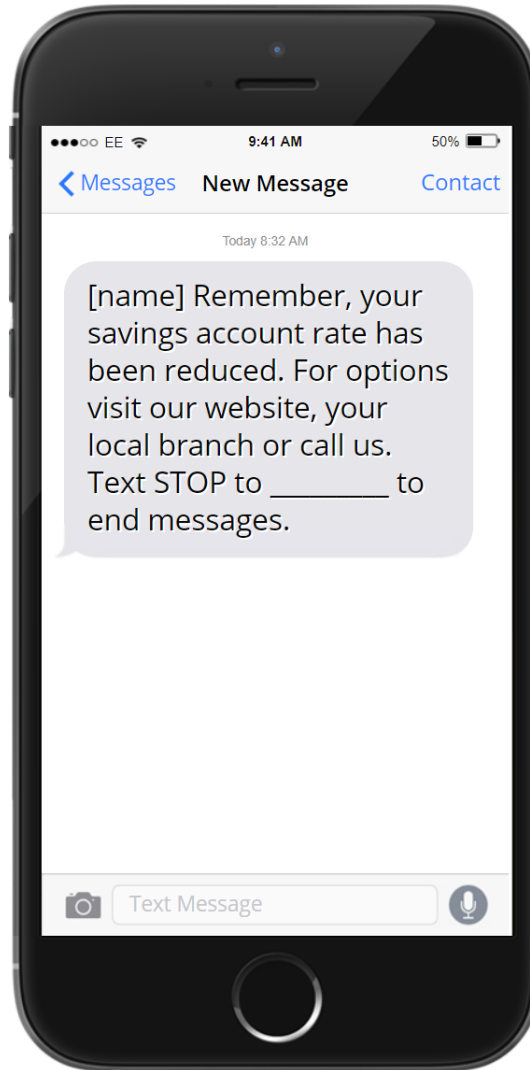 EE 9:41 AM 50%
Messages New Message Contact
Today 8:32 AM
[name] Remember, your
savings account rate has
been reduced. For options
visit our website, your
local branch or call us.
Text STOP to ________ to
end messages.
Text Message